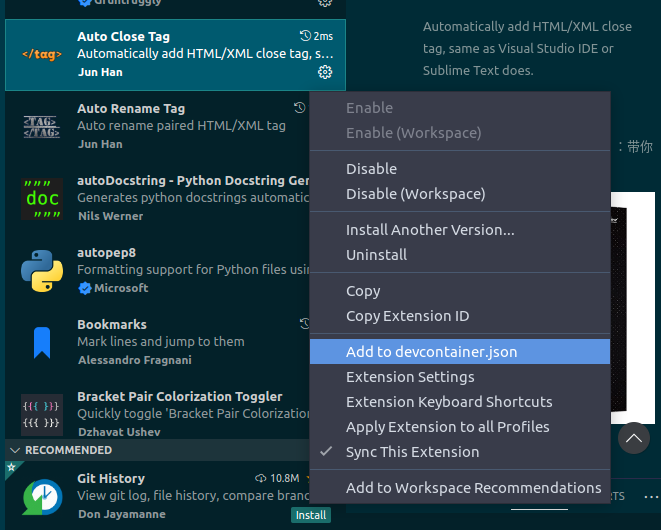 Gruntfuggly
Auto Close Tag
2ms
Automatically add HTML/XML close tag, s...
Jun Han
Auto Rename Tag
Auto rename paired HTML/XML tag
Jun Han
autoDocstring - Python Docstring Gen
Generates python docstrings automatic
Nils Werner
autopep8
Formatting support for Python files usin
Microsoft
Bookmarks
Mark lines and jump to them
Alessandro Fragnani
Bracket Pair Colorization Toggler
Quickly toggle 'Bracket Pair Colorization
Dzhavat Ushev
RECOMMENDED
Git History
10.8M
View git log, file history, compare branc
Don Jayamanne
Install
</tag>
<TAG>
</TAG>
"""
doc
"""
{{{ }}}
{{{ }}}
Automatically add HTML/XML close
tag, same as Visual Studio IDE or
Sublime Text does.
：带你
Enable
Enable (Workspace)
Disable
Disable (Workspace)
Install Another Version...
Uninstall
Copy
Copy Extension ID
Add to devcontainer.json
Extension Settings
Extension Keyboard Shortcuts
Apply Extension to all Profiles
Sync This Extension
Add to Workspace Recommendations
TS